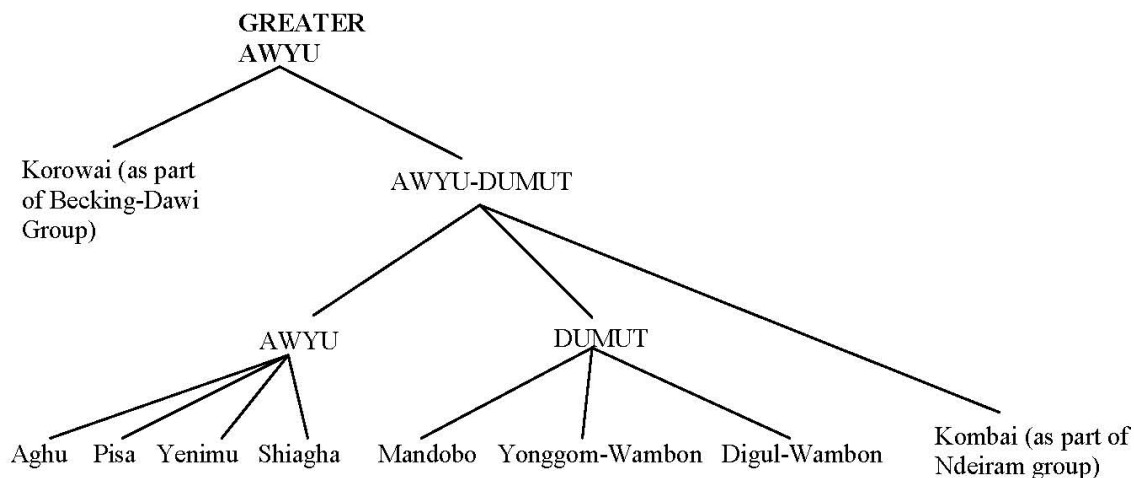 GREATER
AWYU
Korowai (as part
of Becking-Dawi
Group)
AWYU-DUMUT
AWYU
DUMUT
Aghu
Pisa
Yenimu
Shiagha
Mandobo
Yonggom-Wambon
Digul-Wambon
Kombai (as part of
Ndeiram group)